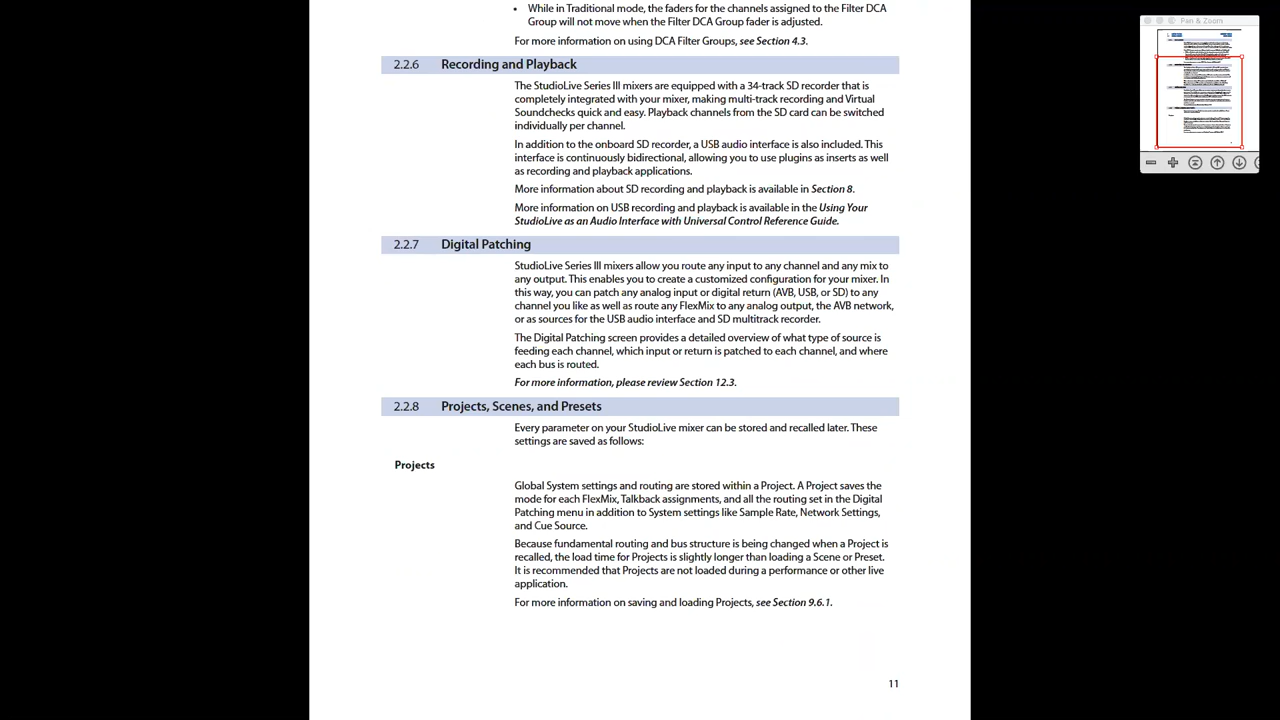 • While in Traditional mode, the faders for the channels assigned to the Filter DCA
Group will not move when the Filter DCA Group fader is adjusted.
For more information on using DCA Filter Groups, see Section 4.3.
2.2.6 Recording and Playback
The StudioLive Series III mixers are equipped with a 34-track SD recorder that is
completely integrated with your mixer, making multi-track recording and Virtual
Soundchecks quick and easy. Playback channels from the SD card can be switched
individually per channel.
In addition to the onboard SD recorder, a USB audio interface is also included. This
interface is continuously bidirectional, allowing you to use plugins as inserts as well
as recording and playback applications.
More information about SD recording and playback is available in Section 8.
More information on USB recording and playback is available in the Using Your
StudioLive as an Audio Interface with Universal Control Reference Guide.
2.2.7 Digital Patching
StudioLive Series III mixers allow you route any input to any channel and any mix to
any output. This enables you to create a customized configuration for your mixer. In
this way, you can patch any analog input or digital return (AVB, USB, or SD) to any
channel you like as well as route any FlexMix to any analog output, the AVB network,
or as sources for the USB audio interface and SD multitrack recorder.
The Digital Patching screen provides a detailed overview of what type of source is
feeding each channel, which input or return is patched to each channel, and where
each bus is routed.
For more information, please review Section 12.3.
2.2.8 Projects, Scenes, and Presets
Every parameter on your StudioLive mixer can be stored and recalled later. These
settings are saved as follows:
Projects
Global System settings and routing are stored within a Project. A Project saves the
mode for each FlexMix, Talkback assignments, and all the routing set in the Digital
Patching menu in addition to System settings like Sample Rate, Network Settings,
and Cue Source.
Because fundamental routing and bus structure is being changed when a Project is
recalled, the load time for Projects is slightly longer than loading a Scene or Preset.
It is recommended that Projects are not loaded during a performance or other live
application.
For more information on saving and loading Projects, see Section 9.6.1.
11
Pan & Zoom